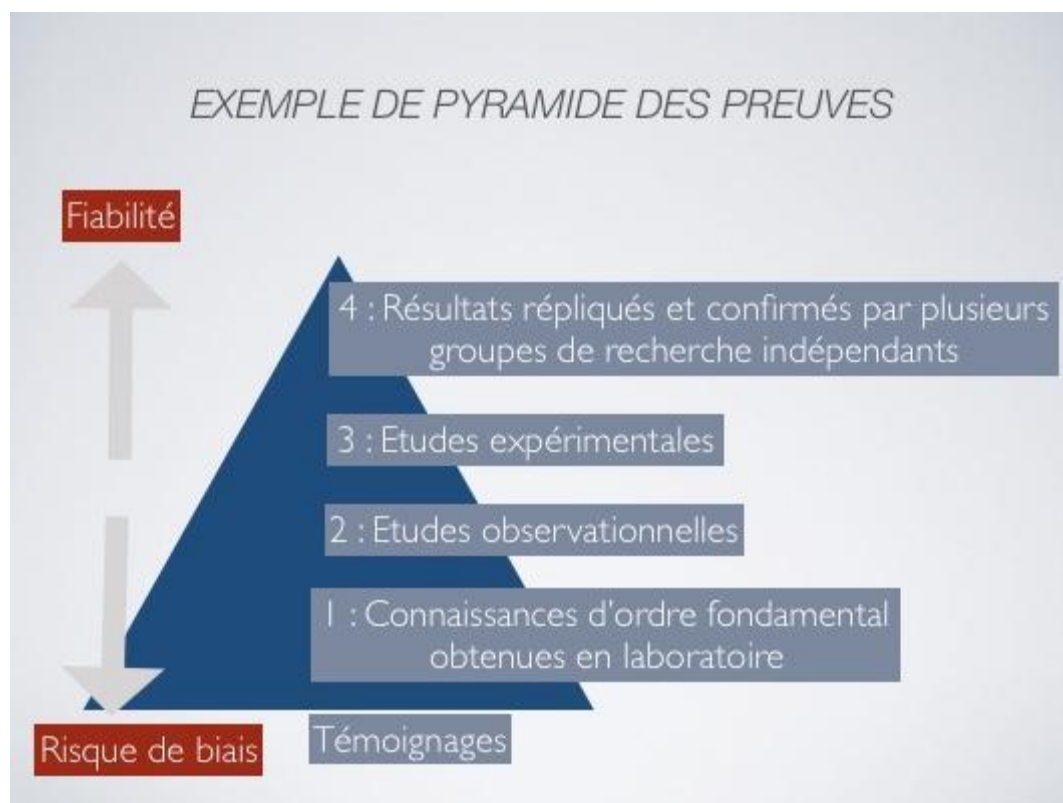 EXEMPLE DE PYRAMIDE DES PREUVES
Fiabilité
4 : Résultats répliqués et confirmés par plusieurs
groupes de recherche indépendants
3 : Etudes expérimentales
2 : Etudes observationnelles
1 : Connaissances d'ordre fondamental
obtenues en laboratoire
Risque de biais
Témoignages